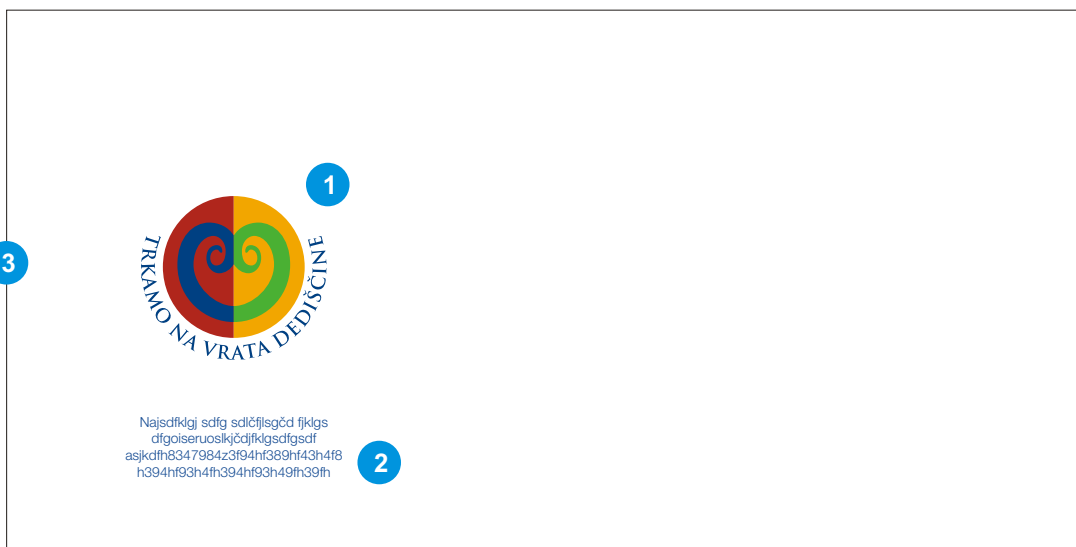 1
3
TRKAMO NA VRATA DEDIŠČINE
Najsdfklgj sdfg sdlčfjlsgčd fjklgs
dfgoiseruoslkjčdjfklgsdfgsdf
asjkdfh8347984z3f94hf389hf43h4f8
h394hf93h4fh394hf93h49fh39fh
2